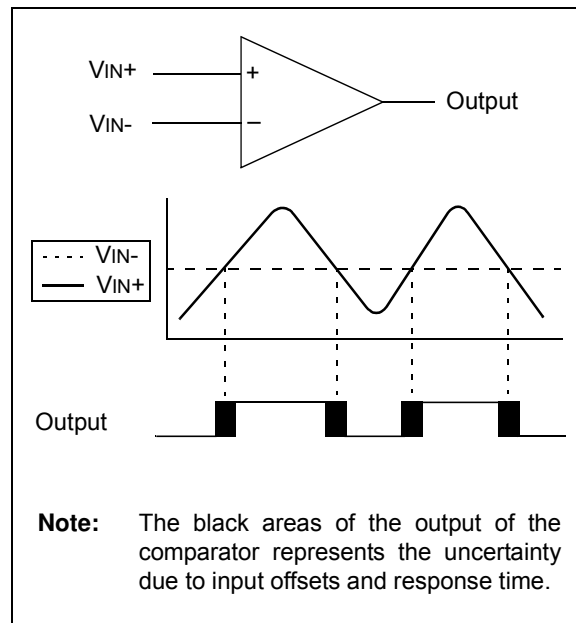 VIN+
+
Output
VIN-
–
VIN-
VIN+
Output
Note: The black areas of the output of the
comparator represents the uncertainty
due to input offsets and response time.